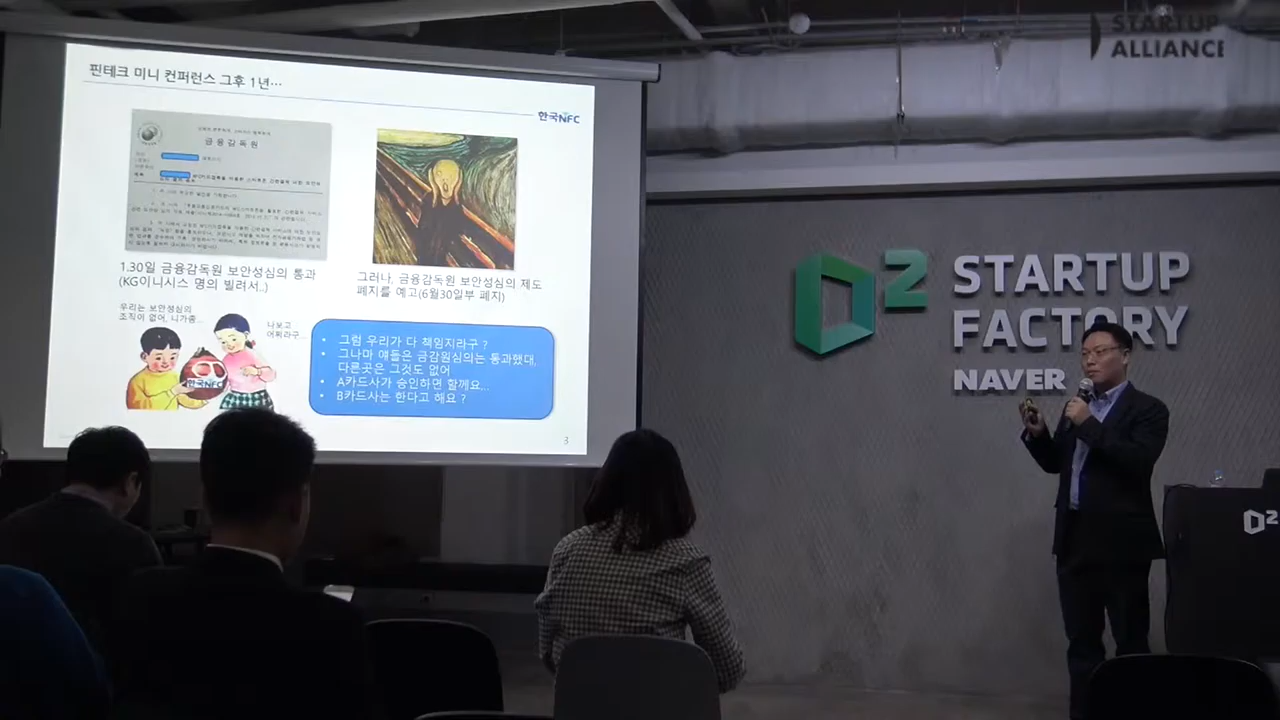 STARTUP
ALLIANCE
핀테크 미니 컨퍼런스 그후 1년…
한국NFC
금 융 감 독 원
1.30일 금융감독원 보안성심의 통과
(KG이니시스 명의 빌려서..)
그러나, 금융감독원 보안성심의 제도
폐지를 예고(6월30일부 폐지)
우리는 보안성심의
조직이 없어, 니가줌…
나보고
어쩌라구…
한국NFC
• 그럼 우리가 다 책임지라구 ?
• 그나마 얘들은 금감원심의는 통과했대,
다른곳은 그것도 없어
• A카드사가 승인하면 할께요…
• B카드사는 한다고 해요 ?
3
D2 STARTUP
FACTORY
NAVER
D2